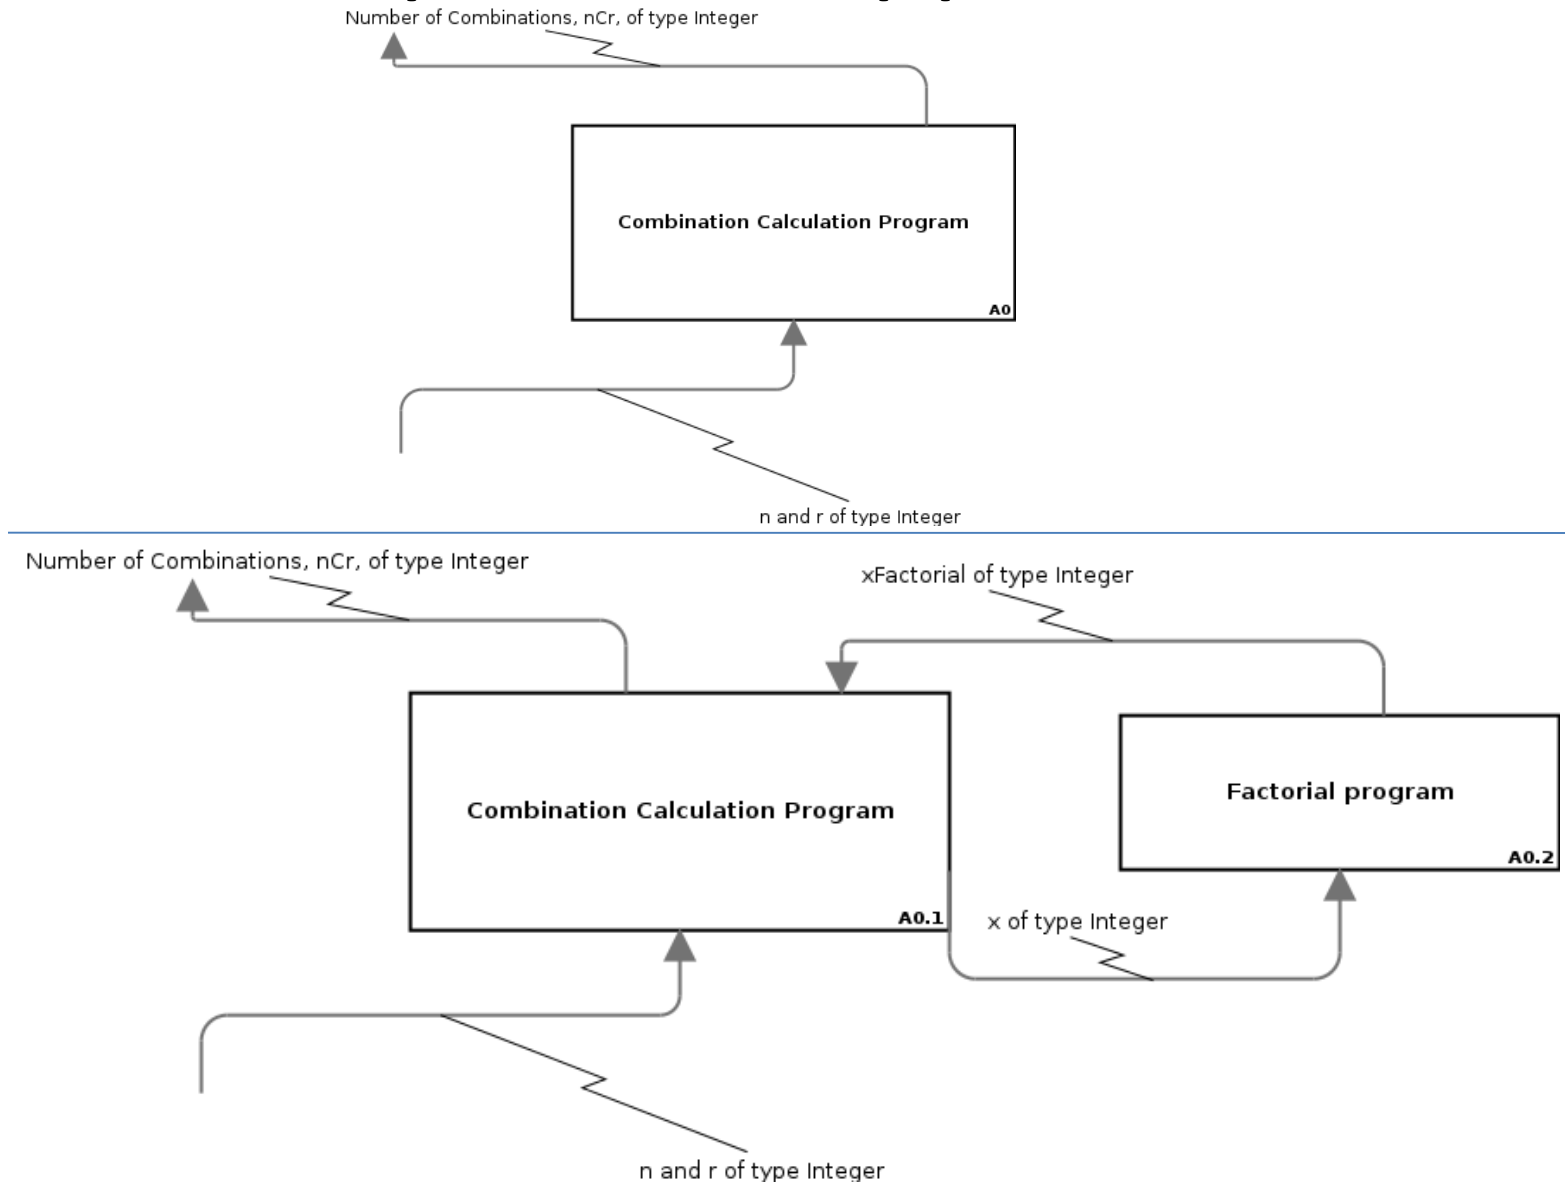 Number of Combinations, nCr, of type Integer
Combination Calculation Program
A0
n and r of type Integer
Number of Combinations, nCr, of type Integer
xFactorial of type Integer
Combination Calculation Program
A0.1
Factorial program
A0.2
x of type Integer
n and r of type Integer